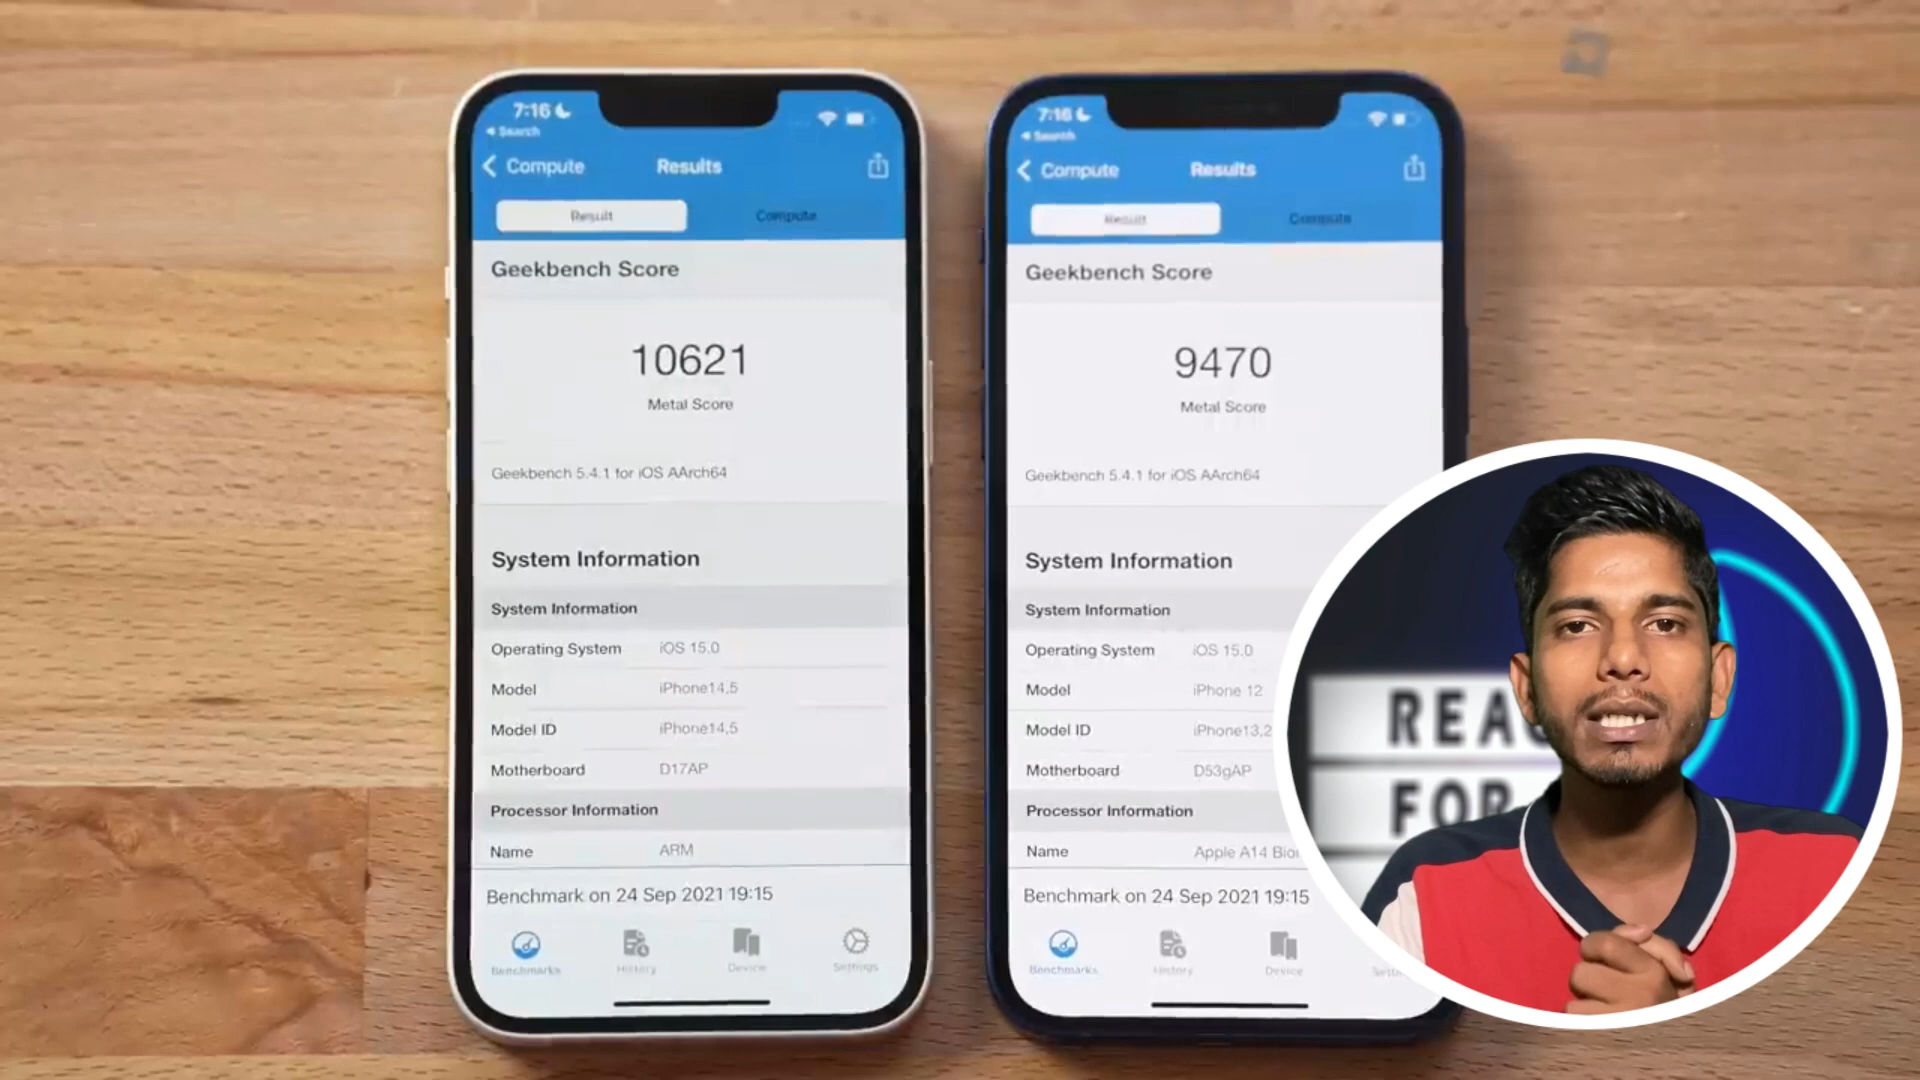 7:16
Search
Compute
Results
Result
Compute
Geekbench Score
10621
Metal Score
Geekbench 5.4.1 for iOS AArch64
System Information
System Information
Operating System iOS 15.0
Model iPhone14,5
Model ID iPhone14,5
Motherboard D17AP
Processor Information
Name ARM
Benchmark on 24 Sep 2021 19:15
Benchmarks
History
Device
Settings
7:16
Search
Compute
Results
Result
Compute
Geekbench Score
9470
Metal Score
Geekbench 5.4.1 for iOS AArch64
System Information
System Information
Operating System iOS 15.0
Model iPhone 12
Model ID iPhone13,2
Motherboard D53gAP
Processor Information
Name Apple A14
Benchmark on 24 Sep 2021 19:15
Benchmarks
History
Device
FOR